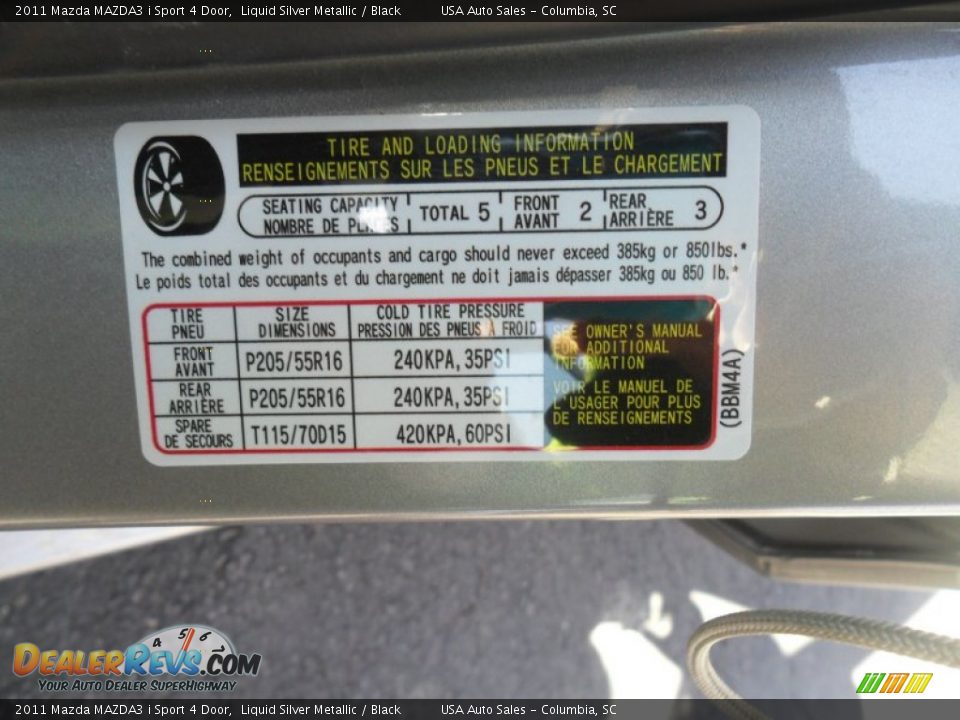 2011 Mazda MAZDA3 i Sport 4 Door, Liquid Silver Metallic / Black USA Auto Sales - Columbia, SC
TIRE AND LOADING INFORMATION
RENSEIGNEMENTS SUR LES PNEUS ET LE CHARGEMENT
SEATING CAPACITY
NOMBRE DE PLACES
TOTAL 5
FRONT
AVANT
2
REAR
ARRIÈRE
3
The combined weight of occupants and cargo should never exceed 385kg or 850lbs.*
Le poids total des occupants et du chargement ne doit jamais dépasser 385kg ou 850 lb.*
TIRE
PNEU
SIZE
DIMENSIONS
COLD TIRE PRESSURE
PRESSION DES PNEUS À FROID
FRONT
AVANT
P205/55R16
240KPA, 35PSI
REAR
ARRIÈRE
P205/55R16
240KPA, 35PSI
SPARE
DE SECOURS
T115/70D15
420KPA, 60PSI
SEE OWNER'S MANUAL
FOR ADDITIONAL
INFORMATION
VOIR LE MANUEL DE
L'USAGER POUR PLUS
DE RENSEIGNEMENTS
(BBM4A)
4 5 6
DEALERREVS.COM
YOUR AUTO DEALER SUPERHIGHWAY
2011 Mazda MAZDA3 i Sport 4 Door, Liquid Silver Metallic / Black USA Auto Sales - Columbia, SC